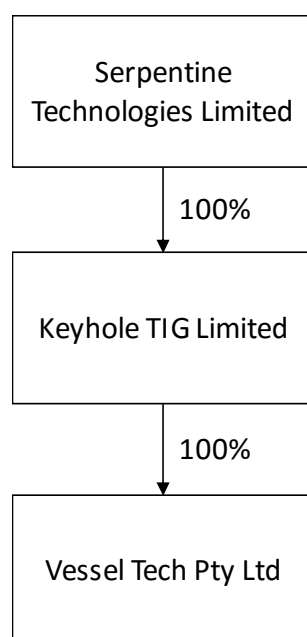 Serpentine
Technologies Limited
100%
Keyhole TIG Limited
100%
Vessel Tech Pty Ltd